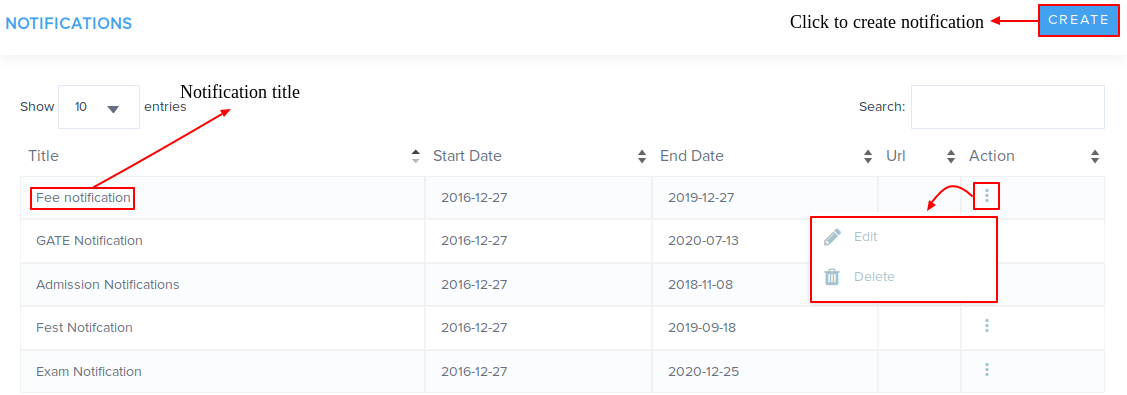 NOTIFICATIONS
Click to create notification
CREATE
Notification title
Show 10 entries
Search:
Title Start Date End Date Url Action
Fee notification 2016-12-27 2019-12-27
GATE Notification 2016-12-27 2020-07-13
Edit
Admission Notifications 2016-12-27 2018-11-08
Delete
Fest Notifcation 2016-12-27 2019-09-18
Exam Notification 2016-12-27 2020-12-25